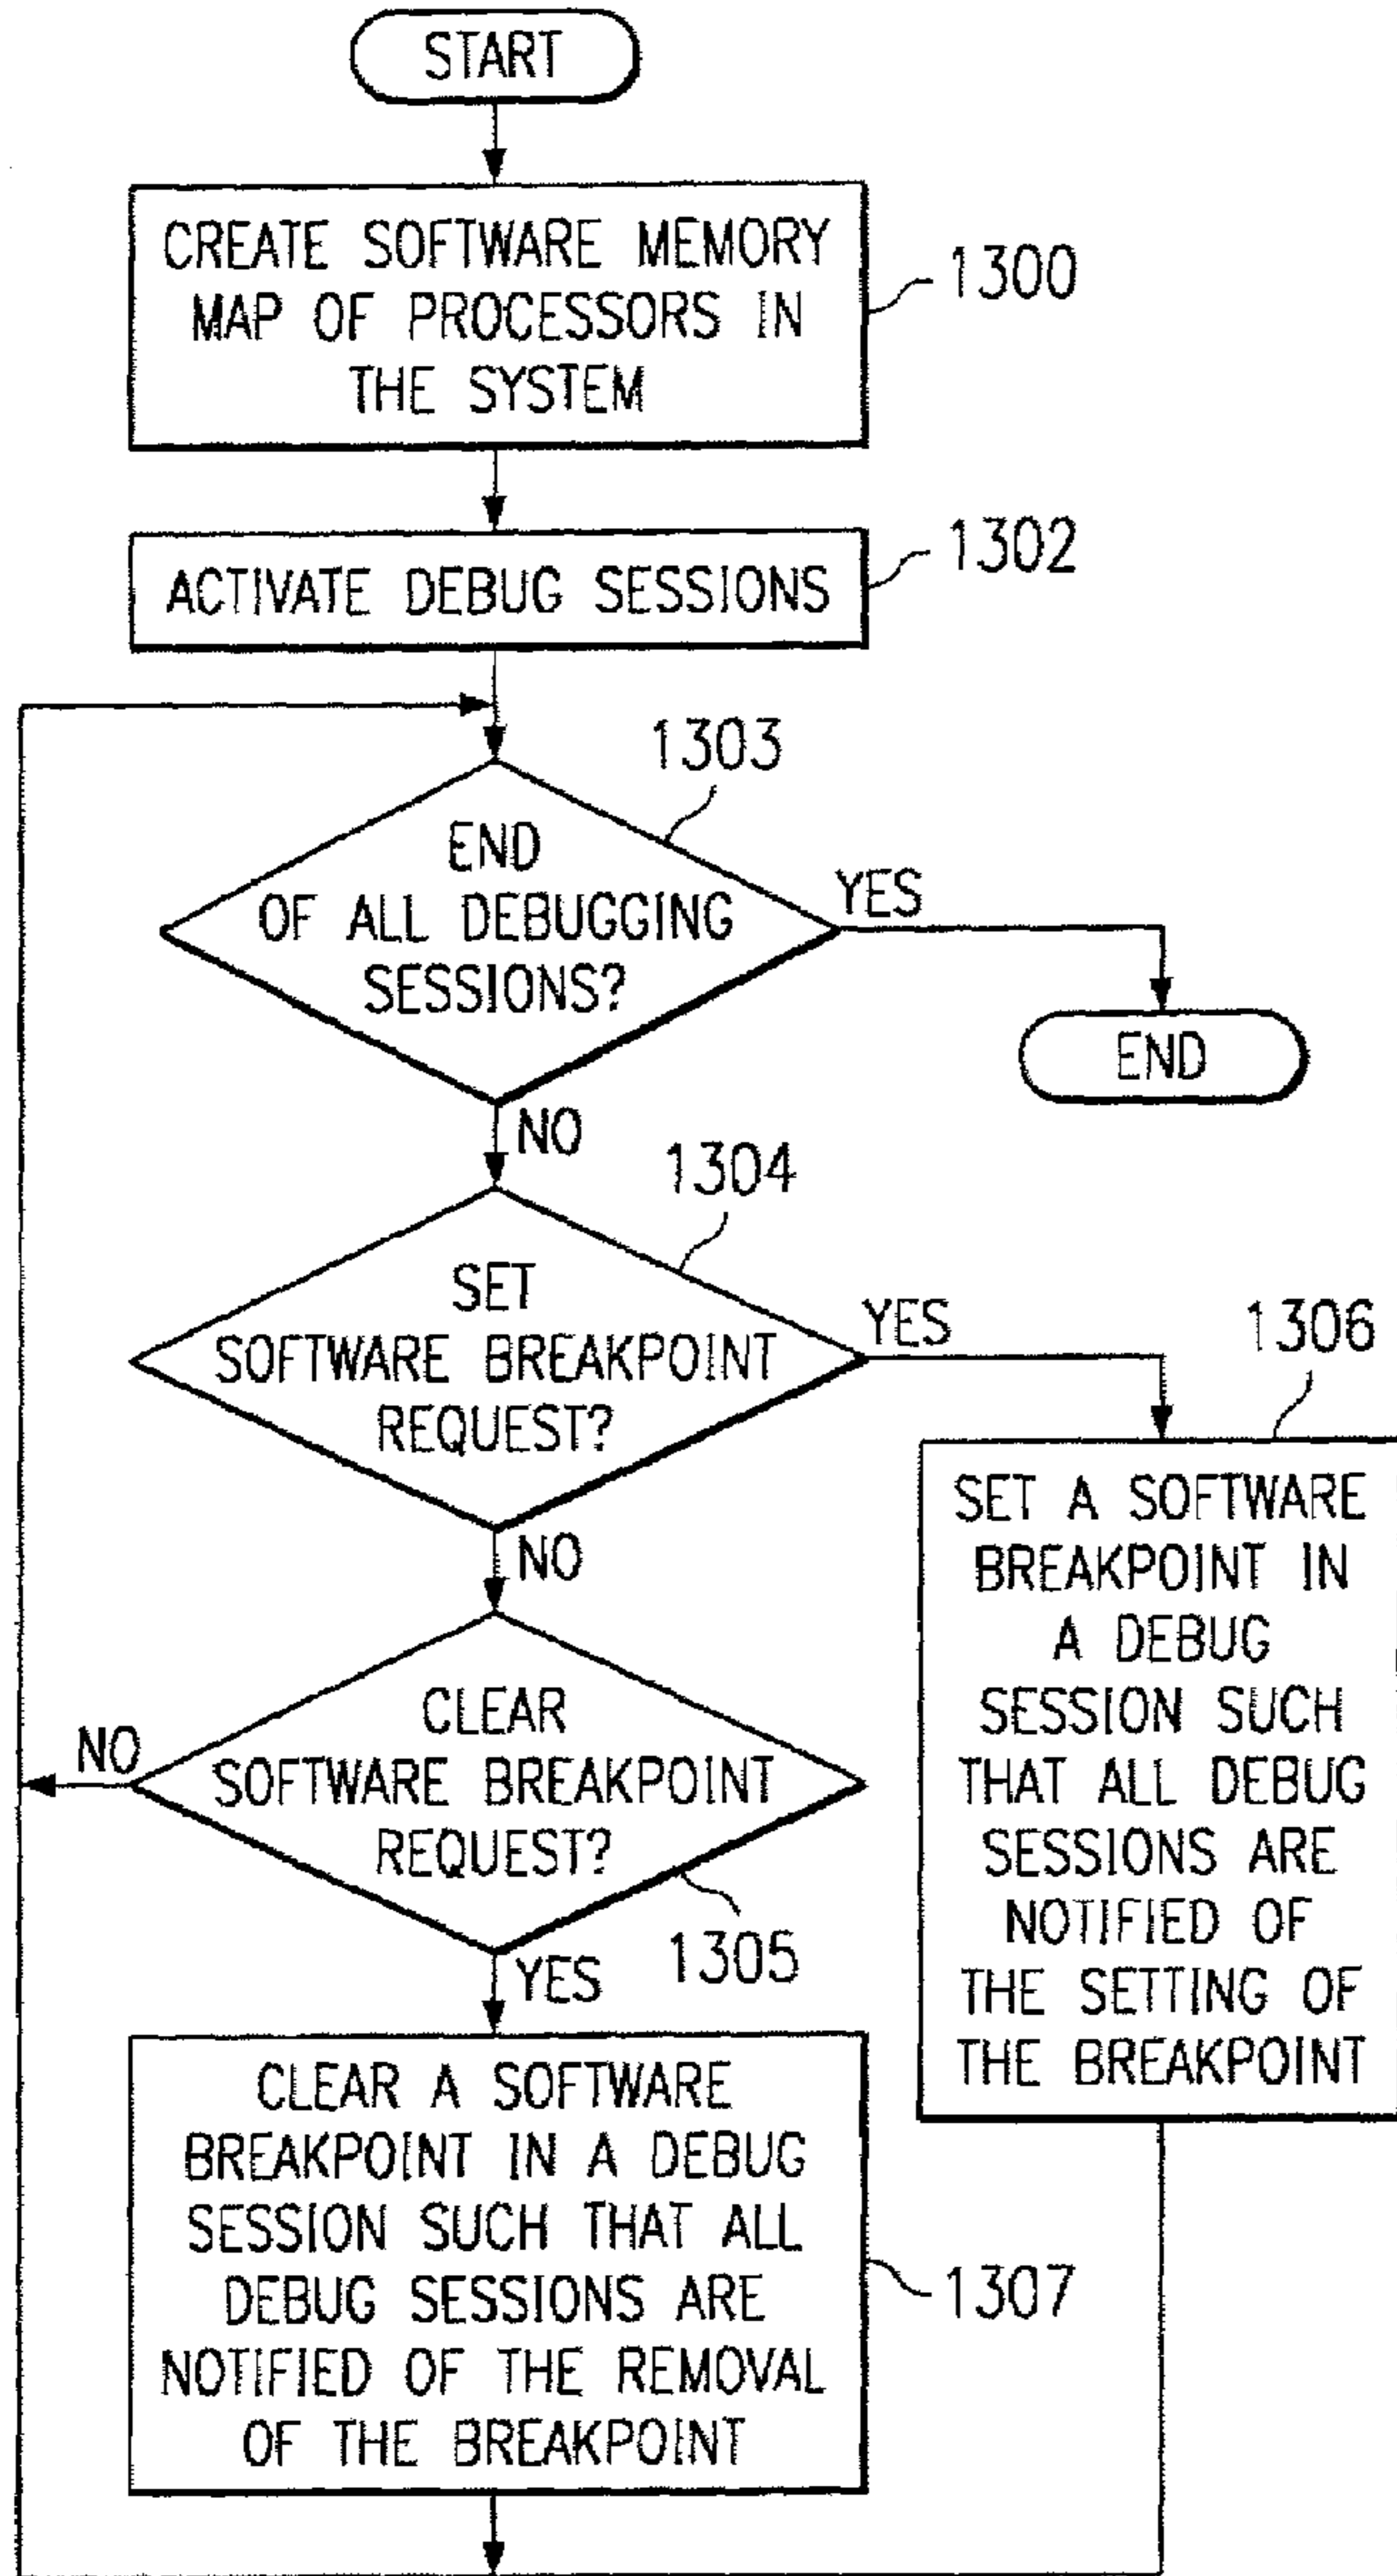 START
CREATE SOFTWARE MEMORY
MAP OF PROCESSORS IN
THE SYSTEM
1300
ACTIVATE DEBUG SESSIONS
1302
1303
END
OF ALL DEBUGGING
SESSIONS?
YES
END
NO
1304
SET
SOFTWARE BREAKPOINT
REQUEST?
YES
1306
SET A SOFTWARE
BREAKPOINT IN
A DEBUG
SESSION SUCH
THAT ALL DEBUG
SESSIONS ARE
NOTIFIED OF
THE SETTING OF
THE BREAKPOINT
NO
CLEAR
SOFTWARE BREAKPOINT
REQUEST?
NO
1305
YES
CLEAR A SOFTWARE
BREAKPOINT IN A DEBUG
SESSION SUCH THAT ALL
DEBUG SESSIONS ARE
NOTIFIED OF THE REMOVAL
OF THE BREAKPOINT
1307